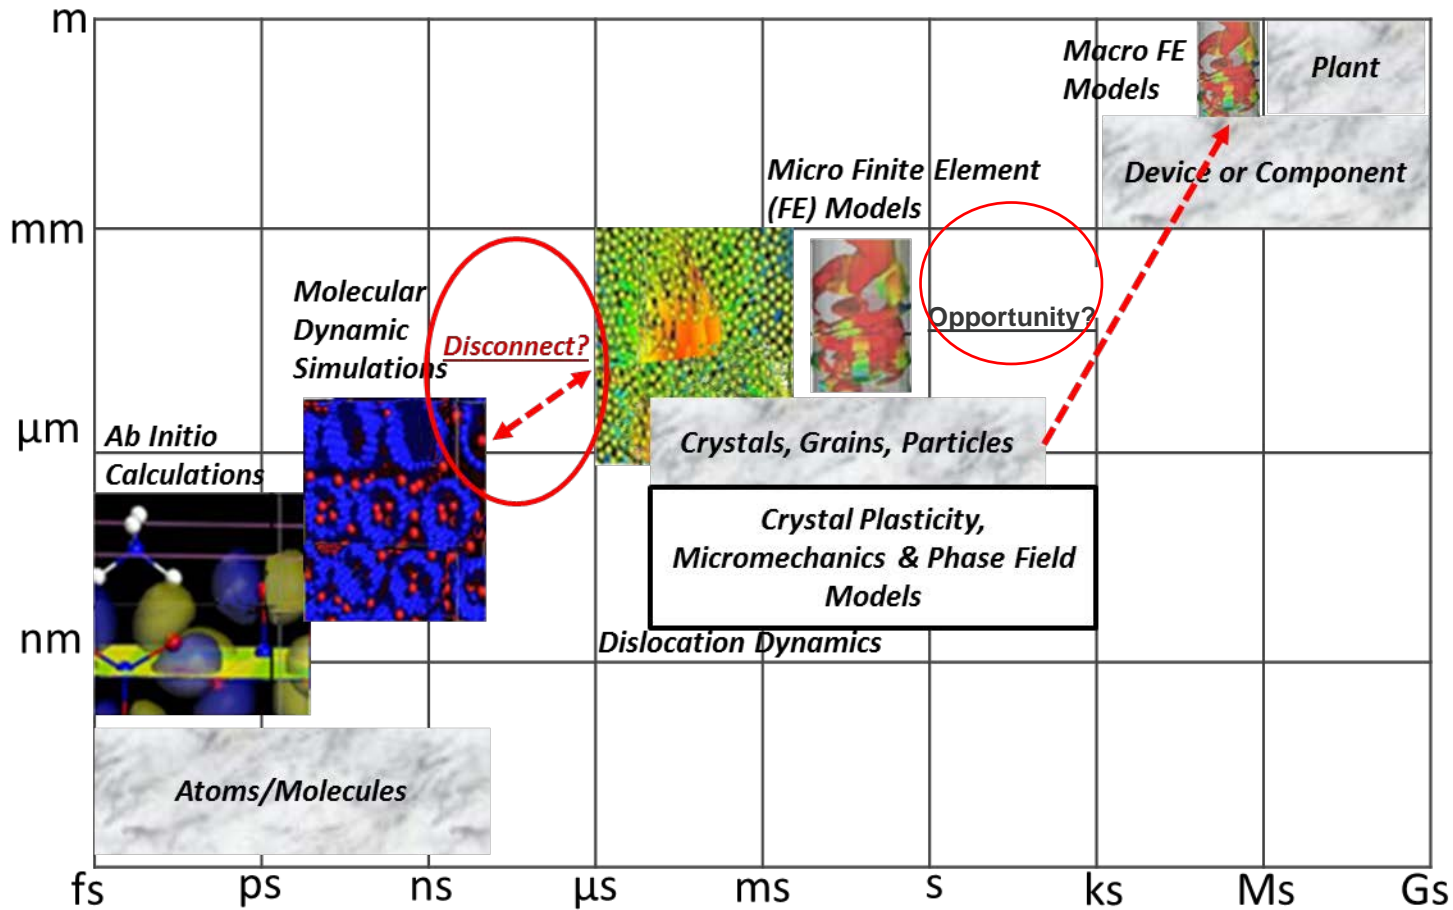 m
Macro FE
Models
Plant
Device or Component
Micro Finite Element
(FE) Models
mm
Molecular
Dynamic
Simulations
Disconnect?
Opportunity?
μm
Ab Initio
Calculations
Crystals, Grains, Particles
Crystal Plasticity,
Micromechanics & Phase Field
Models
nm
Dislocation Dynamics
Atoms/Molecules
fs
ps
ns
μs
ms
s
ks
Ms
Gs